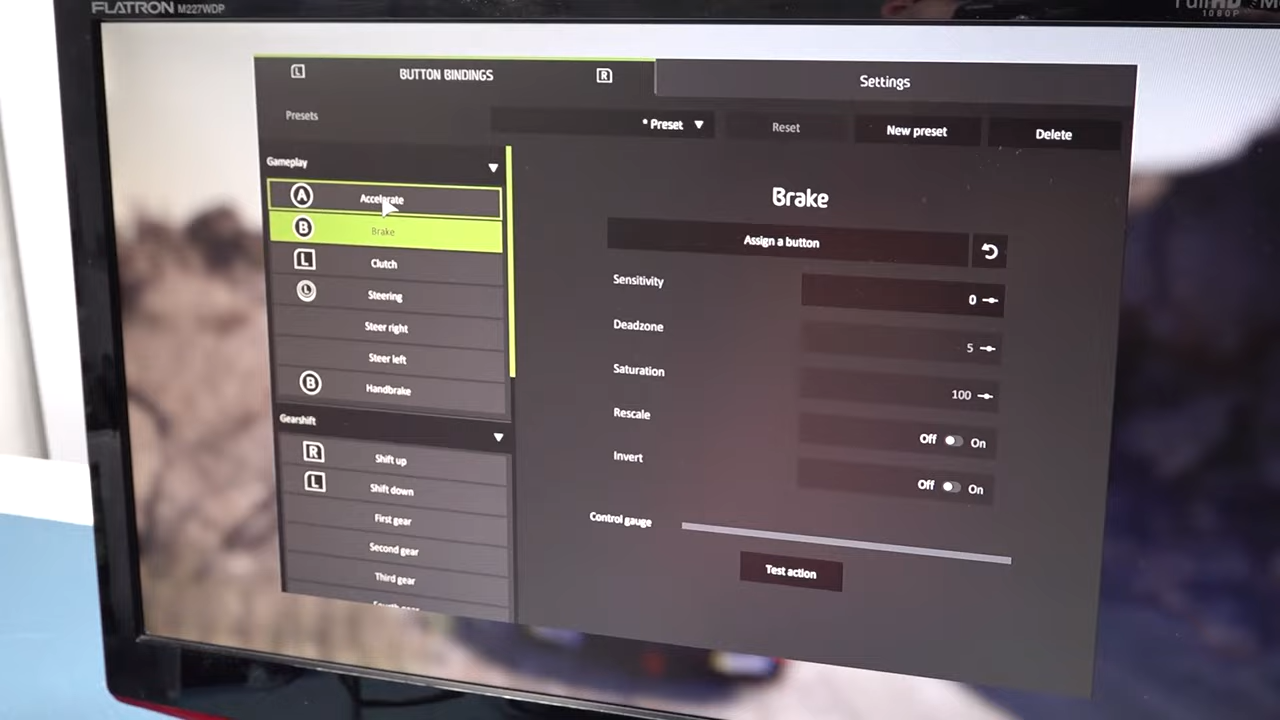 FLATRON M227WDP
Full HD
1080P
L
BUTTON BINDINGS
R
Settings
Presets
* Preset
Reset
New preset
Delete
Gameplay
A Accelerate
B Brake
L Clutch
L Steering
Steer right
Steer left
B Handbrake
Gearshift
R Shift up
L Shift down
First gear
Second gear
Third gear
Brake
Assign a button
Sensitivity 0
Deadzone 5
Saturation 100
Rescale Off On
Invert Off On
Control gauge
Test action